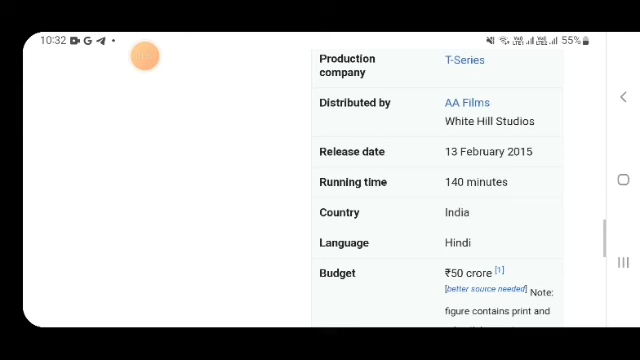 10:32 55%
Production company T-Series
Distributed by AA Films
White Hill Studios
Release date 13 February 2015
Running time 140 minutes
Country India
Language Hindi
Budget ₹50 crore [1]
[better source needed] Note:
figure contains print and